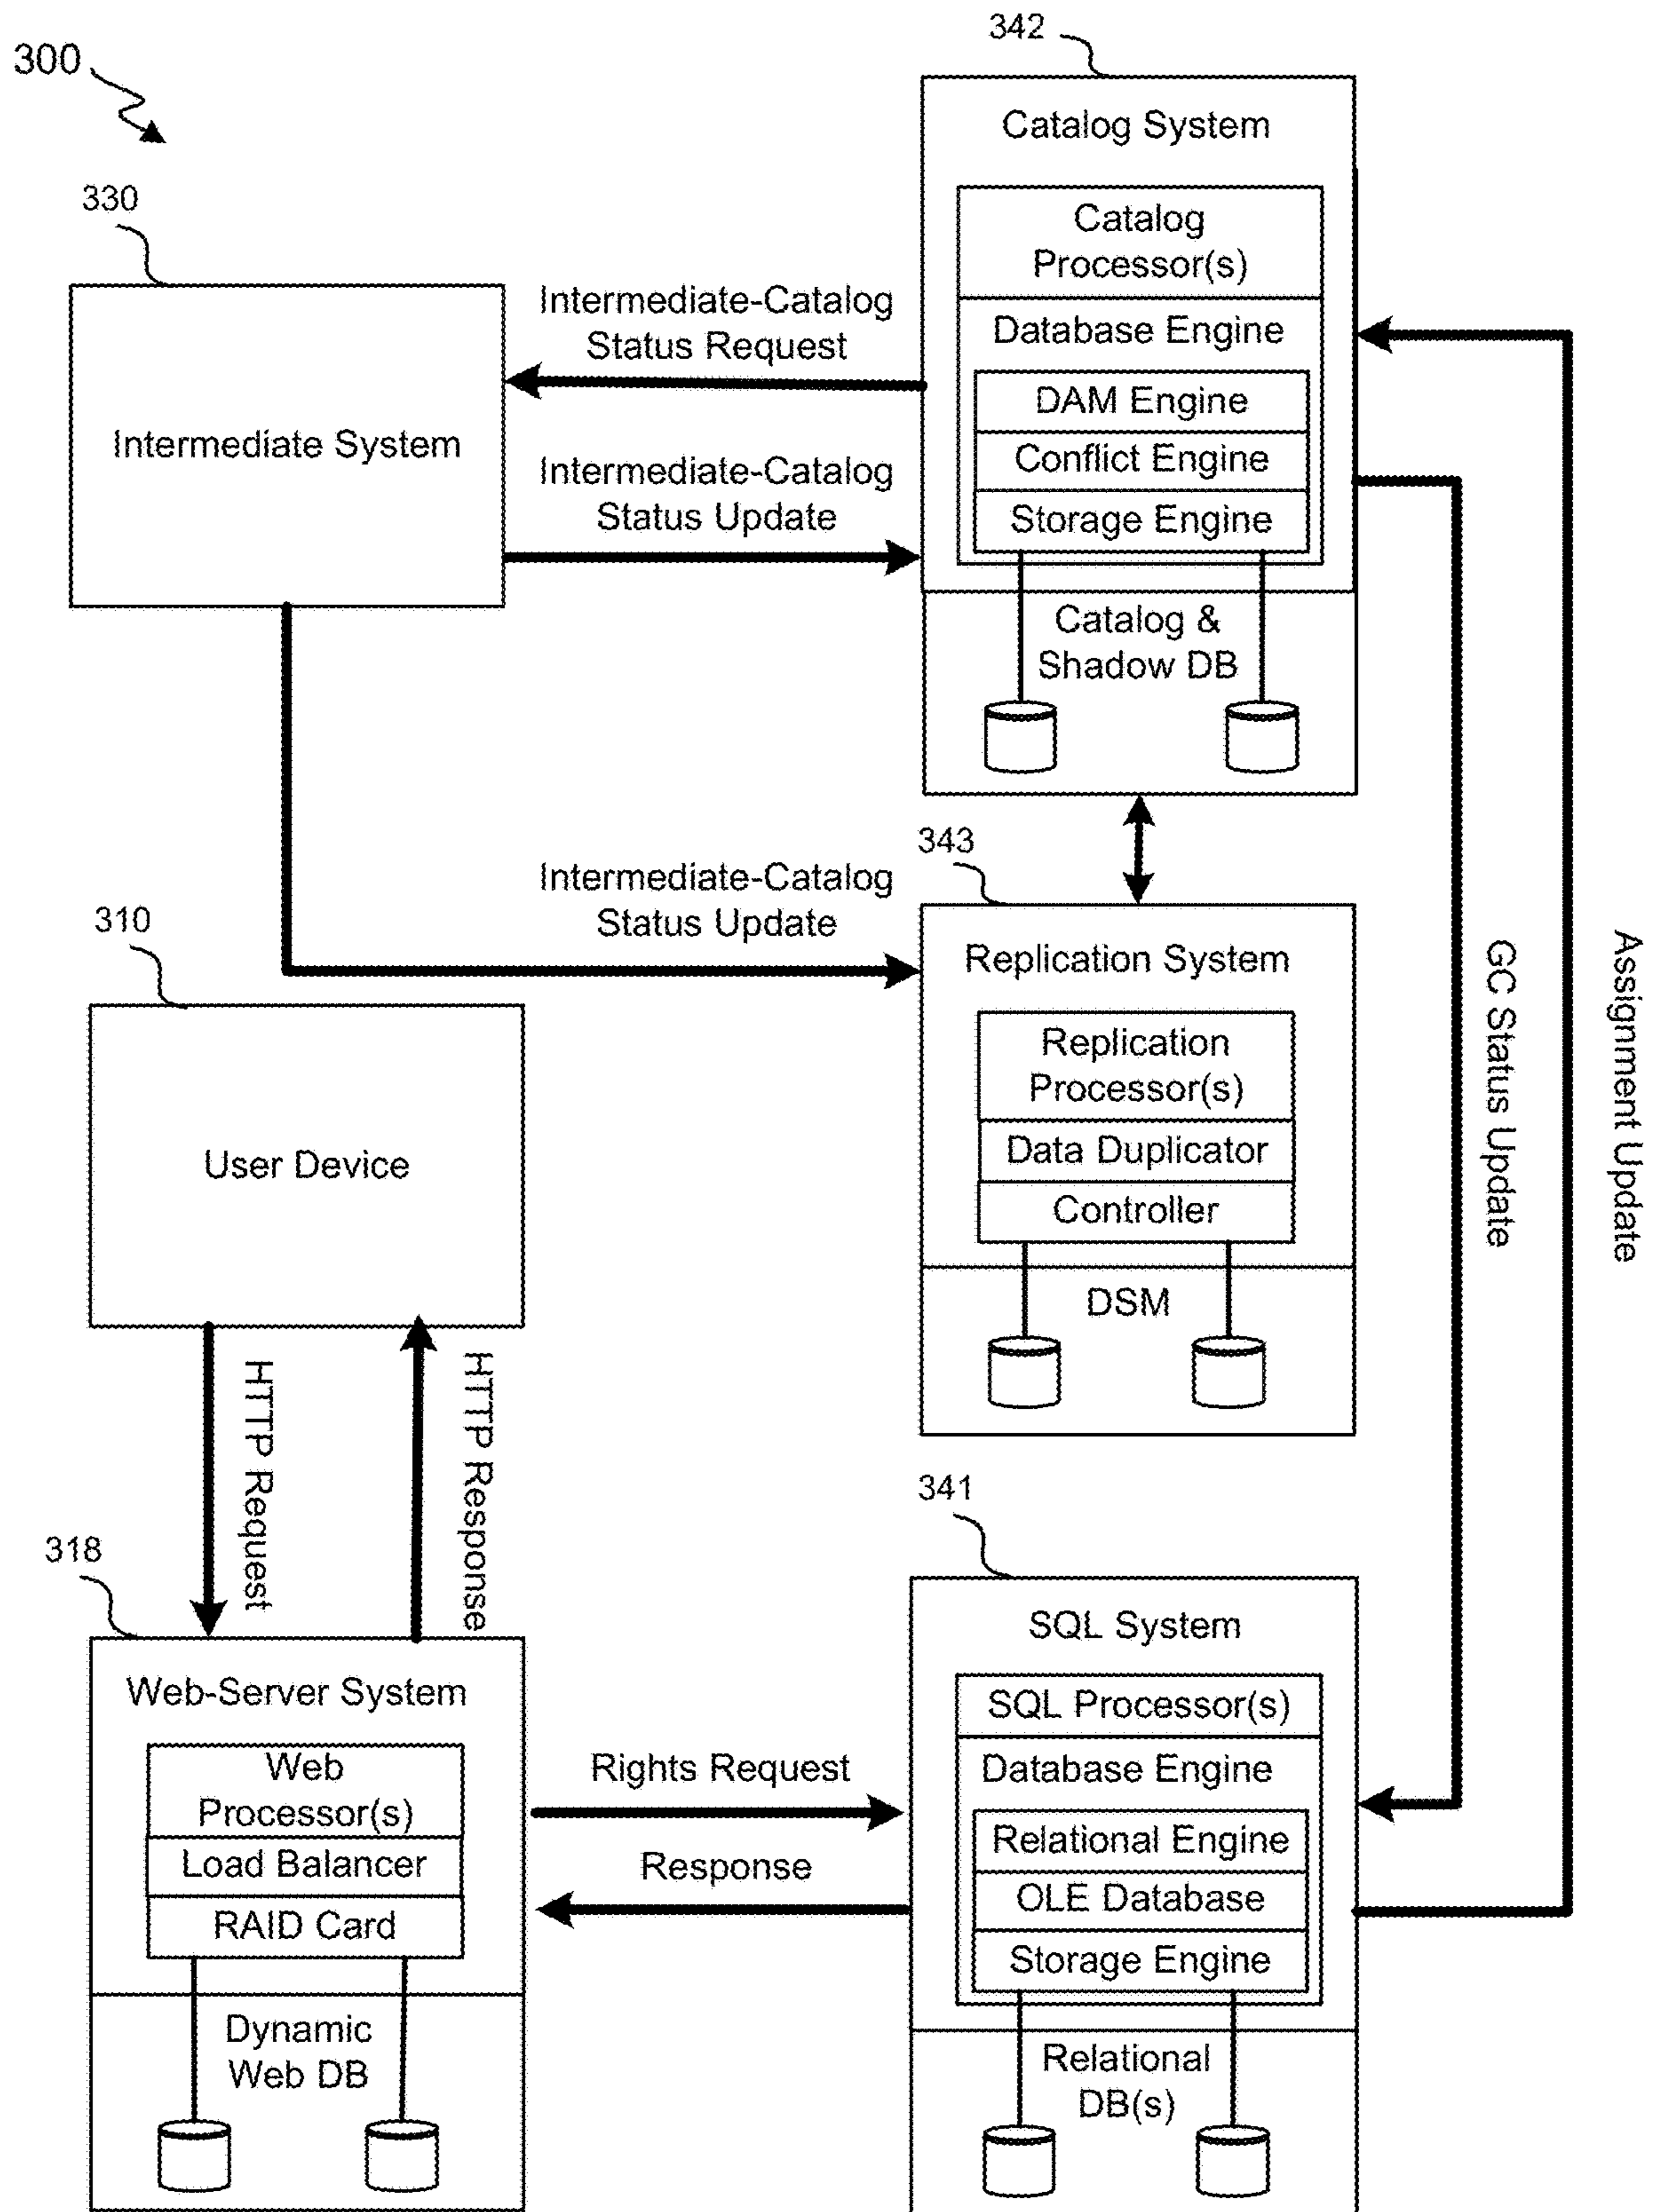 300
342
Catalog System
Catalog
Processor(s)
Database Engine
DAM Engine
Conflict Engine
Storage Engine
Catalog &
Shadow DB
330
Intermediate System
Intermediate-Catalog
Status Request
Intermediate-Catalog
Status Update
Intermediate-Catalog
Status Update
343
Replication System
Replication
Processor(s)
Data Duplicator
Controller
DSM
GC Status Update
Assignment Update
310
User Device
HTTP Request
HTTP Response
318
Web-Server System
Web
Processor(s)
Load Balancer
RAID Card
Dynamic
Web DB
Rights Request
Response
341
SQL System
SQL Processor(s)
Database Engine
Relational Engine
OLE Database
Storage Engine
Relational
DB(s)